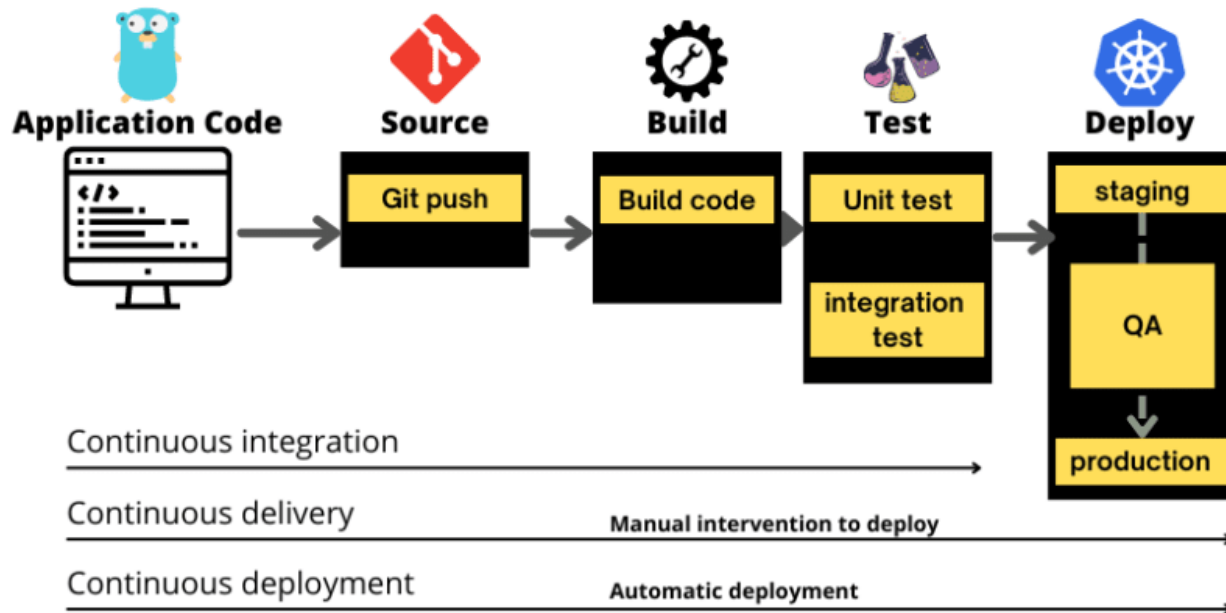 Application Code
Source
Build
Test
Deploy
</>
Git push
Build code
Unit test
integration
test
staging
QA
production
Continuous integration
Continuous delivery
Manual intervention to deploy
Continuous deployment
Automatic deployment